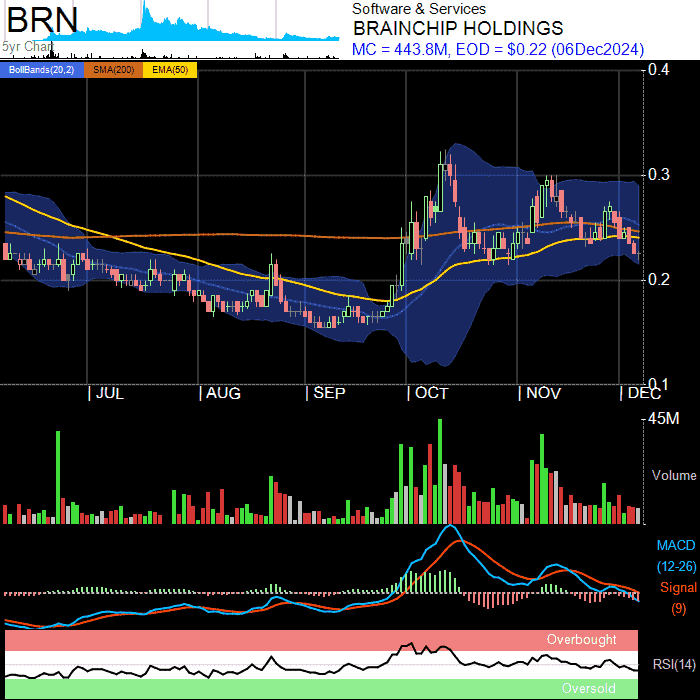 BRN
5yr Chart
Software & Services
BRAINCHIP HOLDINGS
MC = 443.8M, EOD = $0.22 (06Dec2024)
BollBands(20,2) SMA(200) EMA(50)
0.4
0.3
0.2
0.1
| JUL | AUG | SEP | OCT | NOV | DEC
45M
Volume
MACD
(12-26)
Signal
(9)
Overbought
RSI(14)
Oversold